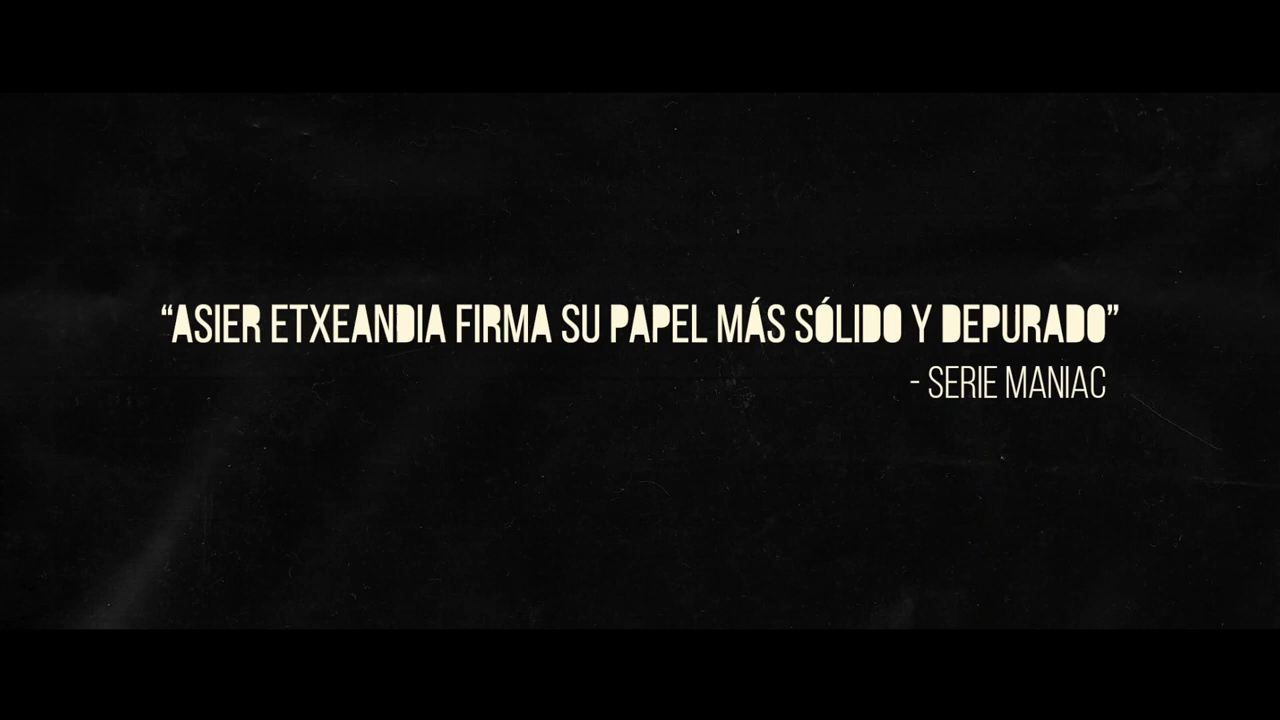 “ASIER ETXEANDIA FIRMA SU PAPEL MÁS SÓLIDO Y DEPURADO”
- SERIE MANIAC